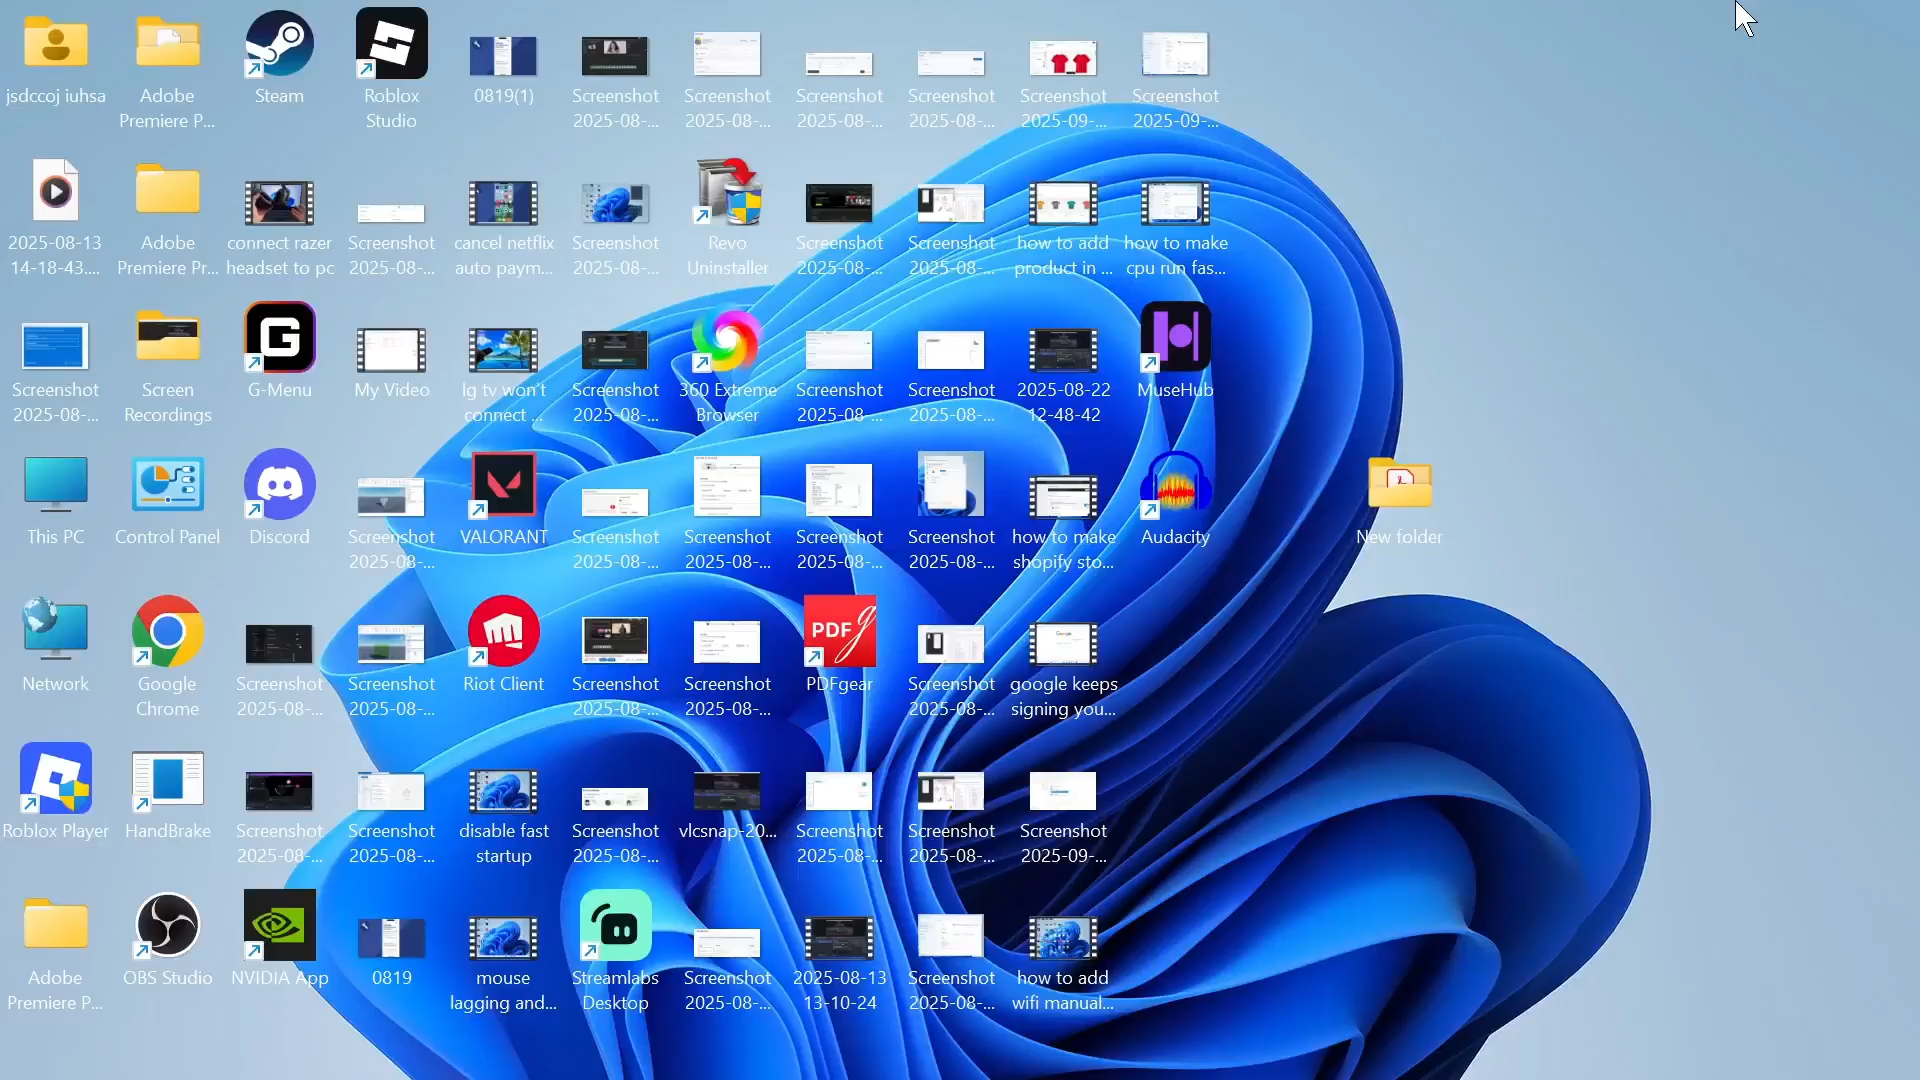 jsdccoj iuhsa
Adobe
Premiere P...
Steam
Roblox
Studio
0819(1)
Screenshot
2025-08-...
Screenshot
2025-08-...
Screenshot
2025-08-...
Screenshot
2025-08-...
Screenshot
2025-09-...
Screenshot
2025-09-...
2025-08-13
14-18-43....
Adobe
Premiere Pr...
connect razer
headset to pc
Screenshot
2025-08-...
cancel netflix
auto paym...
Screenshot
2025-08-...
Revo
Uninstaller
Screenshot
2025-08-...
Screenshot
2025-08-...
how to add
product in ...
how to make
cpu run fas...
Screenshot
2025-08-...
Screen
Recordings
G-Menu
My Video
lg tv won't
connect ...
Screenshot
2025-08-...
360 Extreme
Browser
Screenshot
2025-08-...
Screenshot
2025-08-...
2025-08-22
12-48-42
MuseHub
This PC
Control Panel
Discord
Screenshot
2025-08-...
VALORANT
Screenshot
2025-08-...
Screenshot
2025-08-...
Screenshot
2025-08-...
Screenshot
2025-08-...
how to make
shopify sto...
Audacity
New folder
Network
Google
Chrome
Screenshot
2025-08-...
Screenshot
2025-08-...
Riot Client
Screenshot
2025-08-...
Screenshot
2025-08-...
PDF
PDFgear
Screenshot
2025-08-...
Google
google keeps
signing you...
Roblox Player
HandBrake
Screenshot
2025-08-...
Screenshot
2025-08-...
disable fast
startup
Screenshot
2025-08-...
vlcsnap-20...
Screenshot
2025-08-...
Screenshot
2025-08-...
Screenshot
2025-09-...
Adobe
Premiere P...
OBS Studio
NVIDIA App
0819
mouse
lagging and...
Streamlabs
Desktop
Screenshot
2025-08-...
2025-08-13
13-10-24
Screenshot
2025-08-...
how to add
wifi manual...